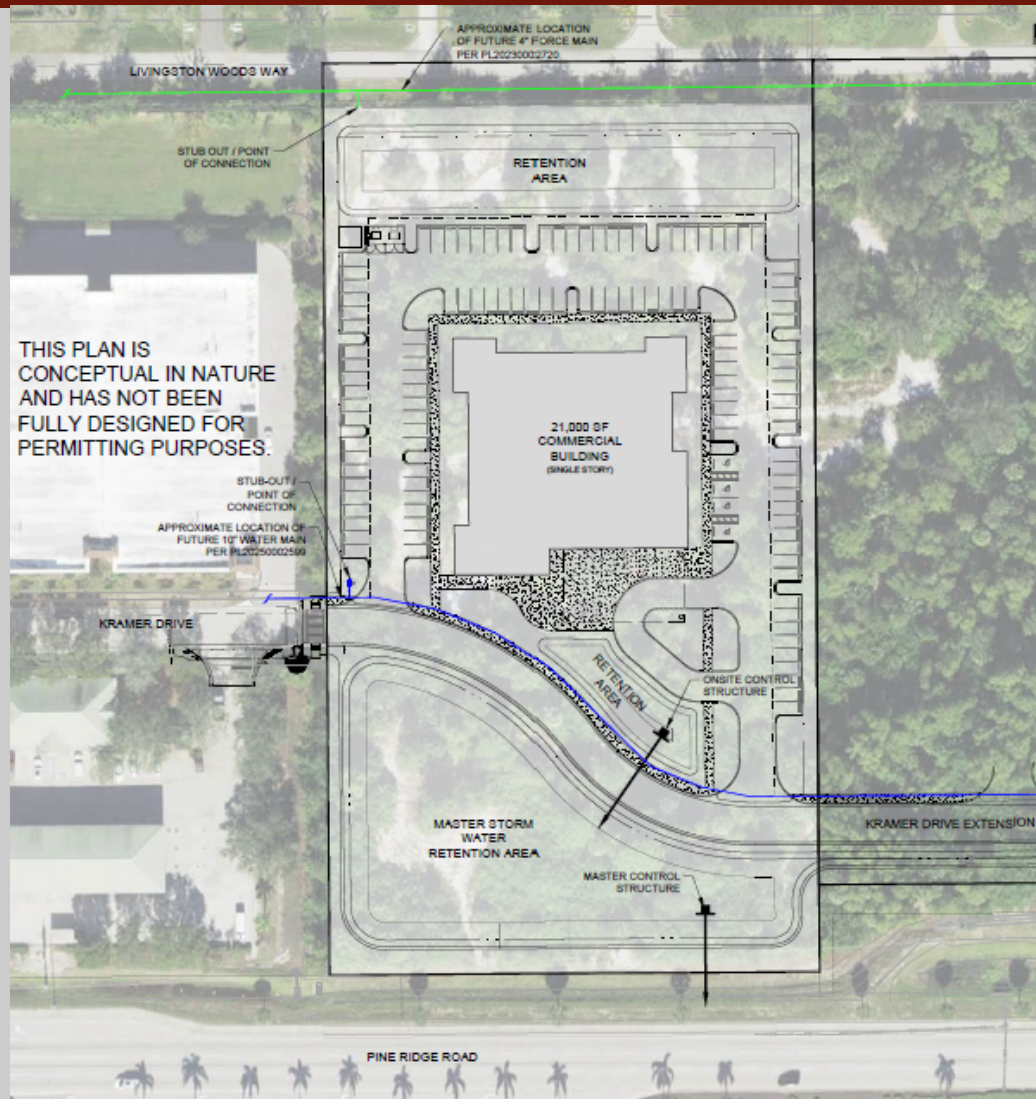 APPROXIMATE LOCATION
OF FUTURE 4" FORCE MAIN
PER PL20230002720
LIVINGSTON WOODS WAY
STUB OUT / POINT
OF CONNECTION
RETENTION
AREA
THIS PLAN IS
CONCEPTUAL IN NATURE
AND HAS NOT BEEN
FULLY DESIGNED FOR
PERMITTING PURPOSES.
21,000 SF
COMMERCIAL
BUILDING
(SINGLE STORY)
STUB-OUT /
POINT OF
CONNECTION
APPROXIMATE LOCATION OF
FUTURE 10" WATER MAIN
PER PL20250002599
KRAMER DRIVE
RETENTION
AREA
ONSITE CONTROL
STRUCTURE
MASTER STORM
WATER
RETENTION AREA
KRAMER DRIVE EXTENSION
MASTER CONTROL
STRUCTURE
PINE RIDGE ROAD